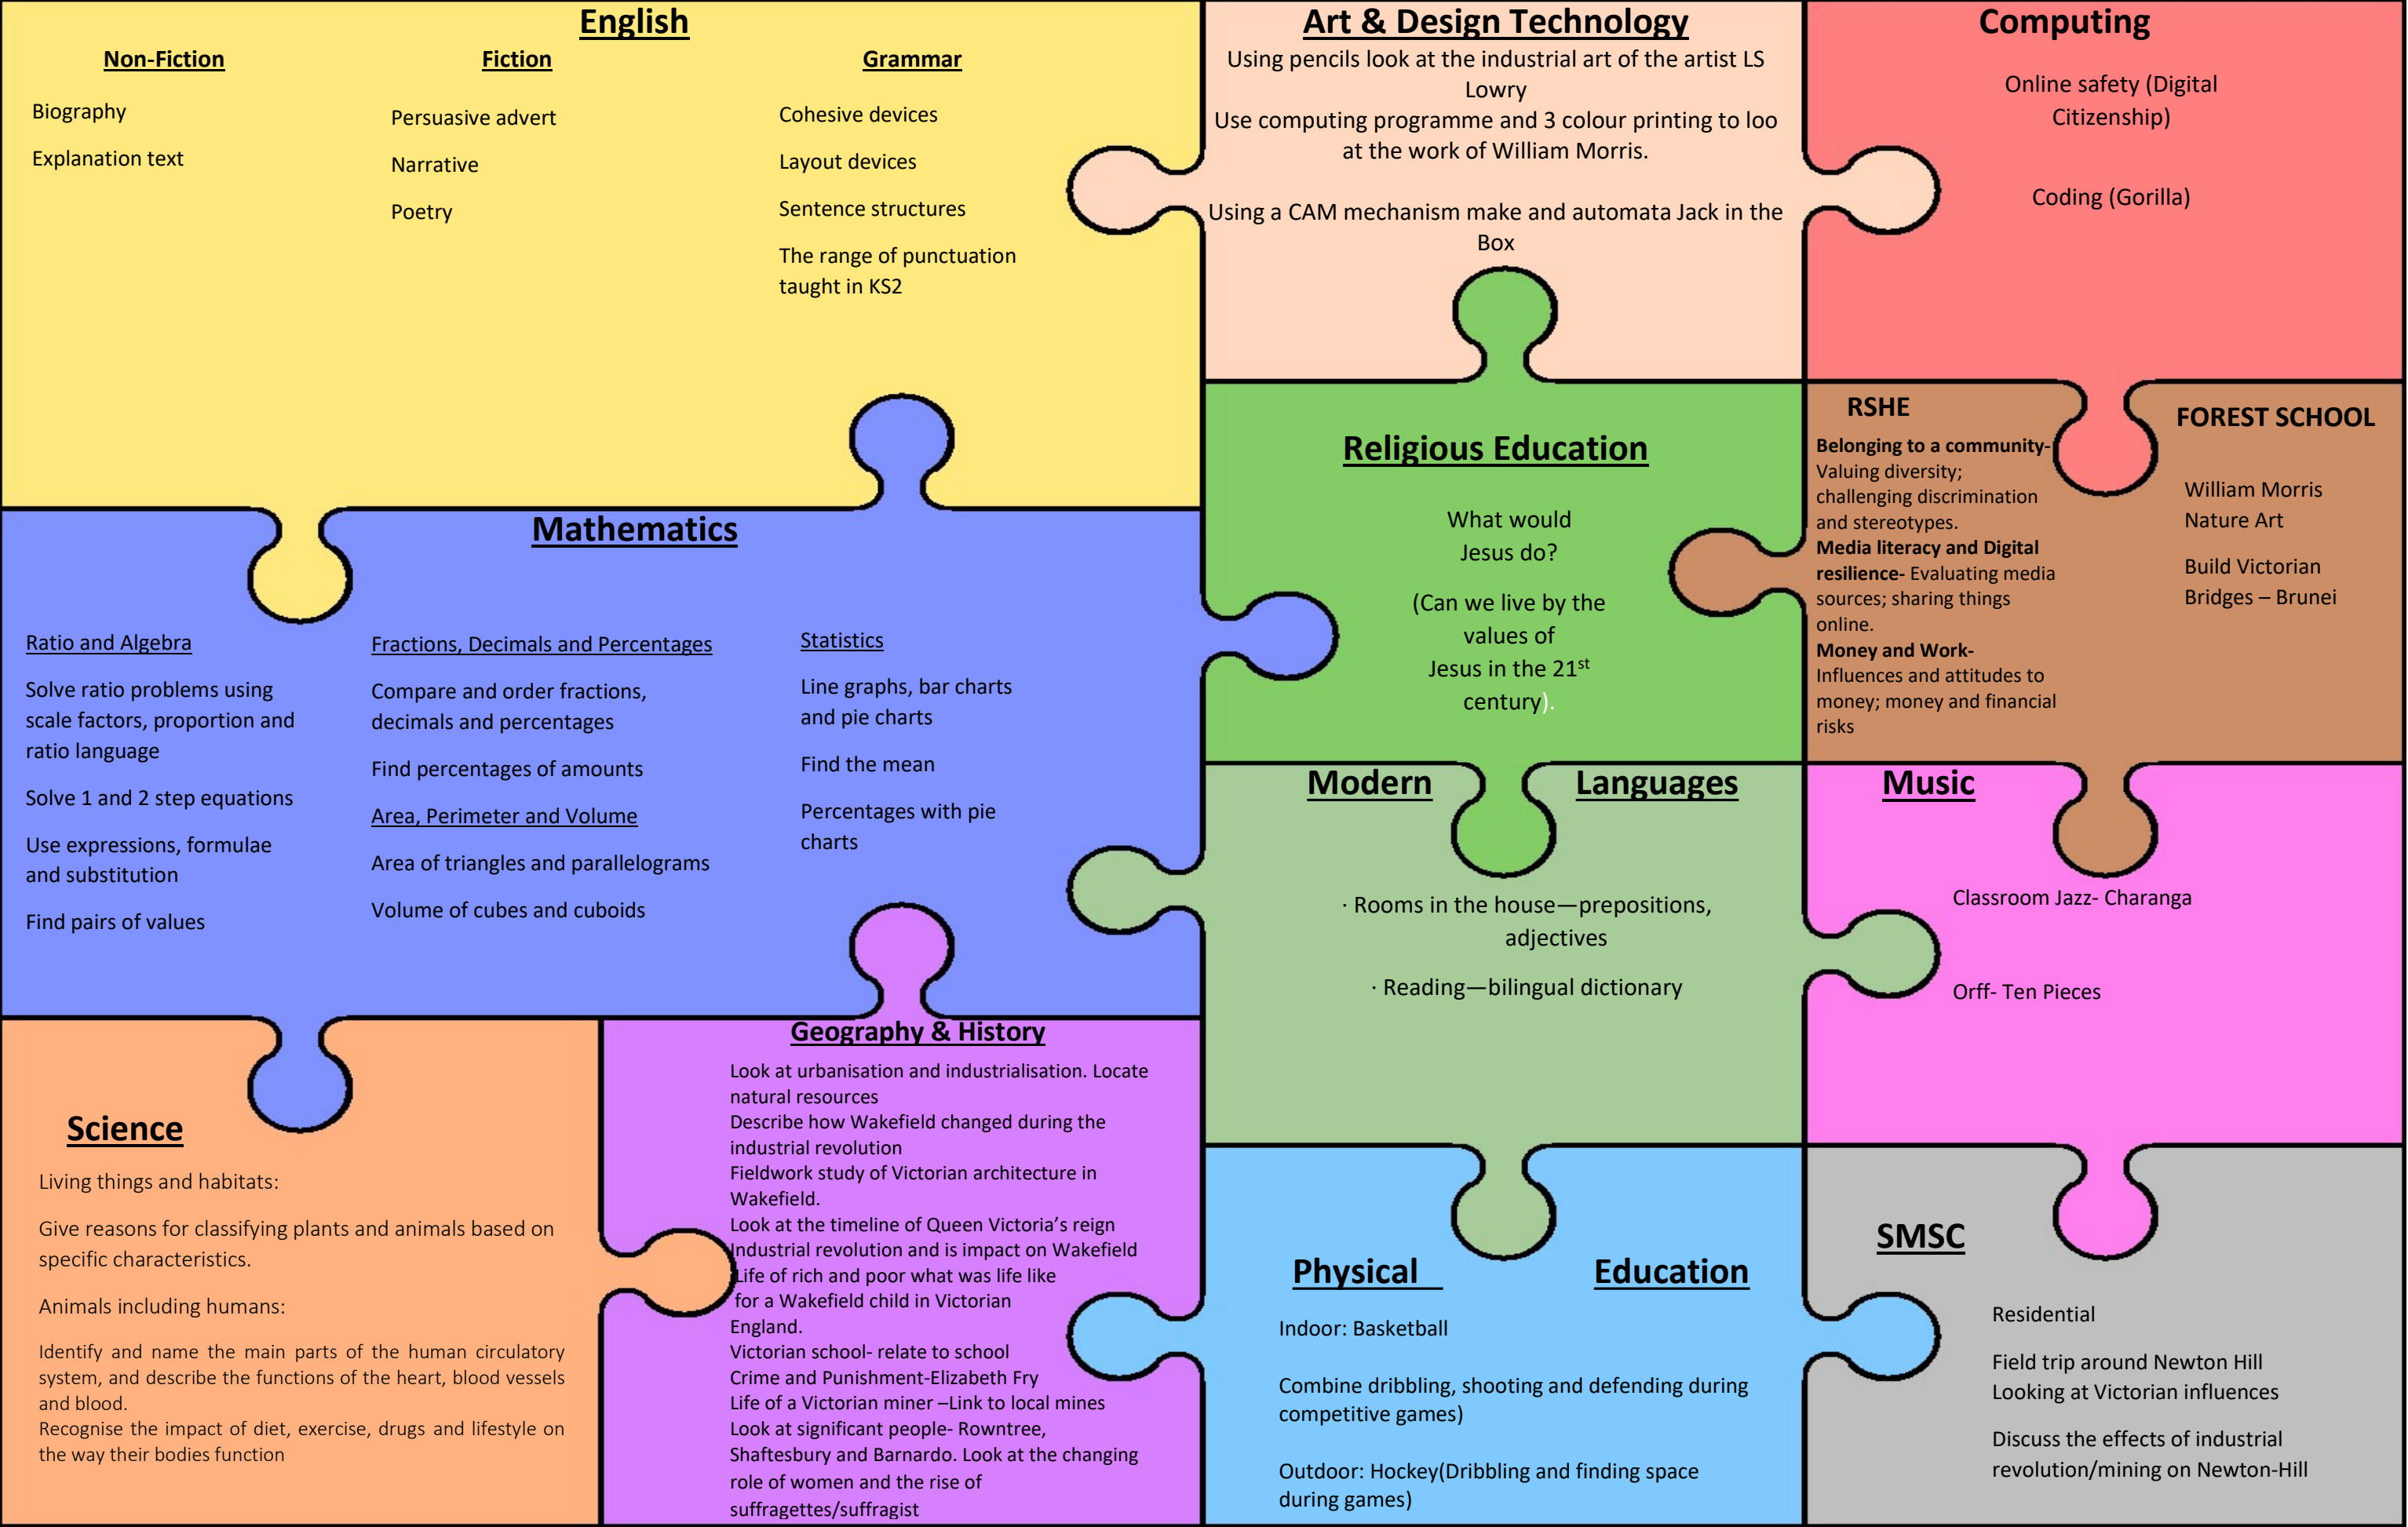 English
Non-Fiction
Biography
Explanation text
Fiction
Persuasive advert
Narrative
Poetry
Grammar
Cohesive devices
Layout devices
Sentence structures
The range of punctuation
taught in KS2
Art & Design Technology
Using pencils look at the industrial art of the artist LS
Lowry
Use computing programme and 3 colour printing to loo
at the work of William Morris.
Using a CAM mechanism make and automata Jack in the
Box
Computing
Online safety (Digital
Citizenship)
Coding (Gorilla)
Mathematics
Ratio and Algebra
Solve ratio problems using
scale factors, proportion and
ratio language
Solve 1 and 2 step equations
Use expressions, formulae
and substitution
Find pairs of values
Fractions, Decimals and Percentages
Compare and order fractions,
decimals and percentages
Find percentages of amounts
Area, Perimeter and Volume
Area of triangles and parallelograms
Volume of cubes and cuboids
Statistics
Line graphs, bar charts
and pie charts
Find the mean
Percentages with pie
charts
Religious Education
What would
Jesus do?
(Can we live by the
values of
Jesus in the 21st
century).
RSHE
Belonging to a community-
Valuing diversity;
challenging discrimination
and stereotypes.
Media literacy and Digital
resilience- Evaluating media
sources; sharing things
online.
Money and Work-
Influences and attitudes to
money; money and financial
risks
FOREST SCHOOL
William Morris
Nature Art
Build Victorian
Bridges – Brunei
Modern Languages
· Rooms in the house—prepositions,
adjectives
· Reading—bilingual dictionary
Music
Classroom Jazz- Charanga
Orff- Ten Pieces
Science
Living things and habitats:
Give reasons for classifying plants and animals based on
specific characteristics.
Animals including humans:
Identify and name the main parts of the human circulatory
system, and describe the functions of the heart, blood vessels
and blood.
Recognise the impact of diet, exercise, drugs and lifestyle on
the way their bodies function
Geography & History
Look at urbanisation and industrialisation. Locate
natural resources
Describe how Wakefield changed during the
industrial revolution
Fieldwork study of Victorian architecture in
Wakefield.
Look at the timeline of Queen Victoria’s reign
Industrial revolution and is impact on Wakefield
Life of rich and poor what was life like
for a Wakefield child in Victorian
England.
Victorian school- relate to school
Crime and Punishment-Elizabeth Fry
Life of a Victorian miner –Link to local mines
Look at significant people- Rowntree,
Shaftesbury and Barnardo. Look at the changing
role of women and the rise of
suffragettes/suffragist
Physical Education
Indoor: Basketball
Combine dribbling, shooting and defending during
competitive games)
Outdoor: Hockey(Dribbling and finding space
during games)
SMSC
Residential
Field trip around Newton Hill
Looking at Victorian influences
Discuss the effects of industrial
revolution/mining on Newton-Hill